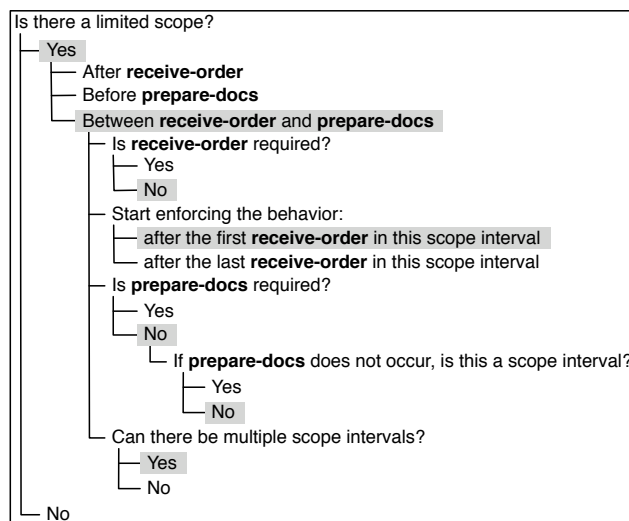 Is there a limited scope?
Yes
After receive-order
Before prepare-docs
Between receive-order and prepare-docs
Is receive-order required?
Yes
No
Start enforcing the behavior:
after the first receive-order in this scope interval
after the last receive-order in this scope interval
Is prepare-docs required?
Yes
No
If prepare-docs does not occur, is this a scope interval?
Yes
No
Can there be multiple scope intervals?
Yes
No
No